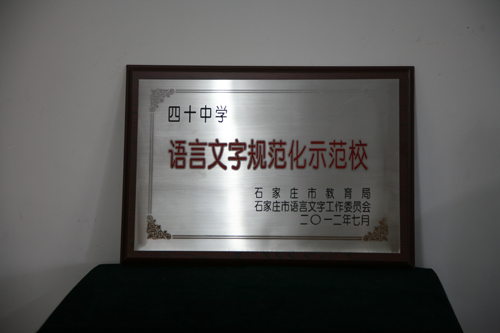 四十中学
语言文字规范化示范校
石家庄市教育局
石家庄市语言文字工作委员会
二〇一二年七月